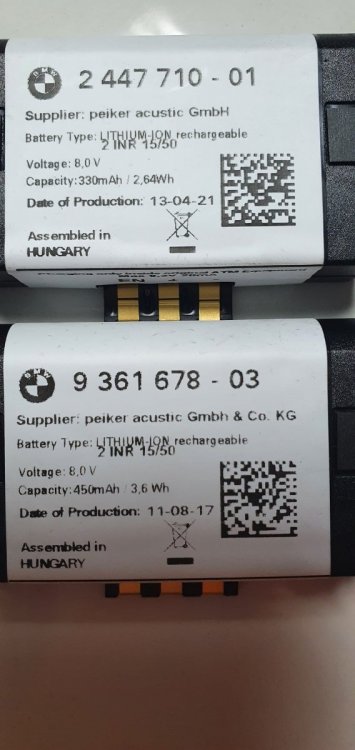 BMW
2 447 710 - 01
Supplier: peiker acustic GmbH
Battery Type: LITHIUM-ION rechargeable
2 INR 15/50
Voltage: 8,0 V
Capacity: 330mAh / 2,64Wh
Date of Production: 13-04-21
Assembled in
HUNGARY
BMW
9 361 678 - 03
Supplier: peiker acustic Gmbh & Co. KG
Battery Type: LITHIUM-ION rechargeable
2 INR 15/50
Voltage: 8,0 V
Capacity: 450mAh / 3,6 Wh
Date of Production: 11-08-17
Assembled in
HUNGARY